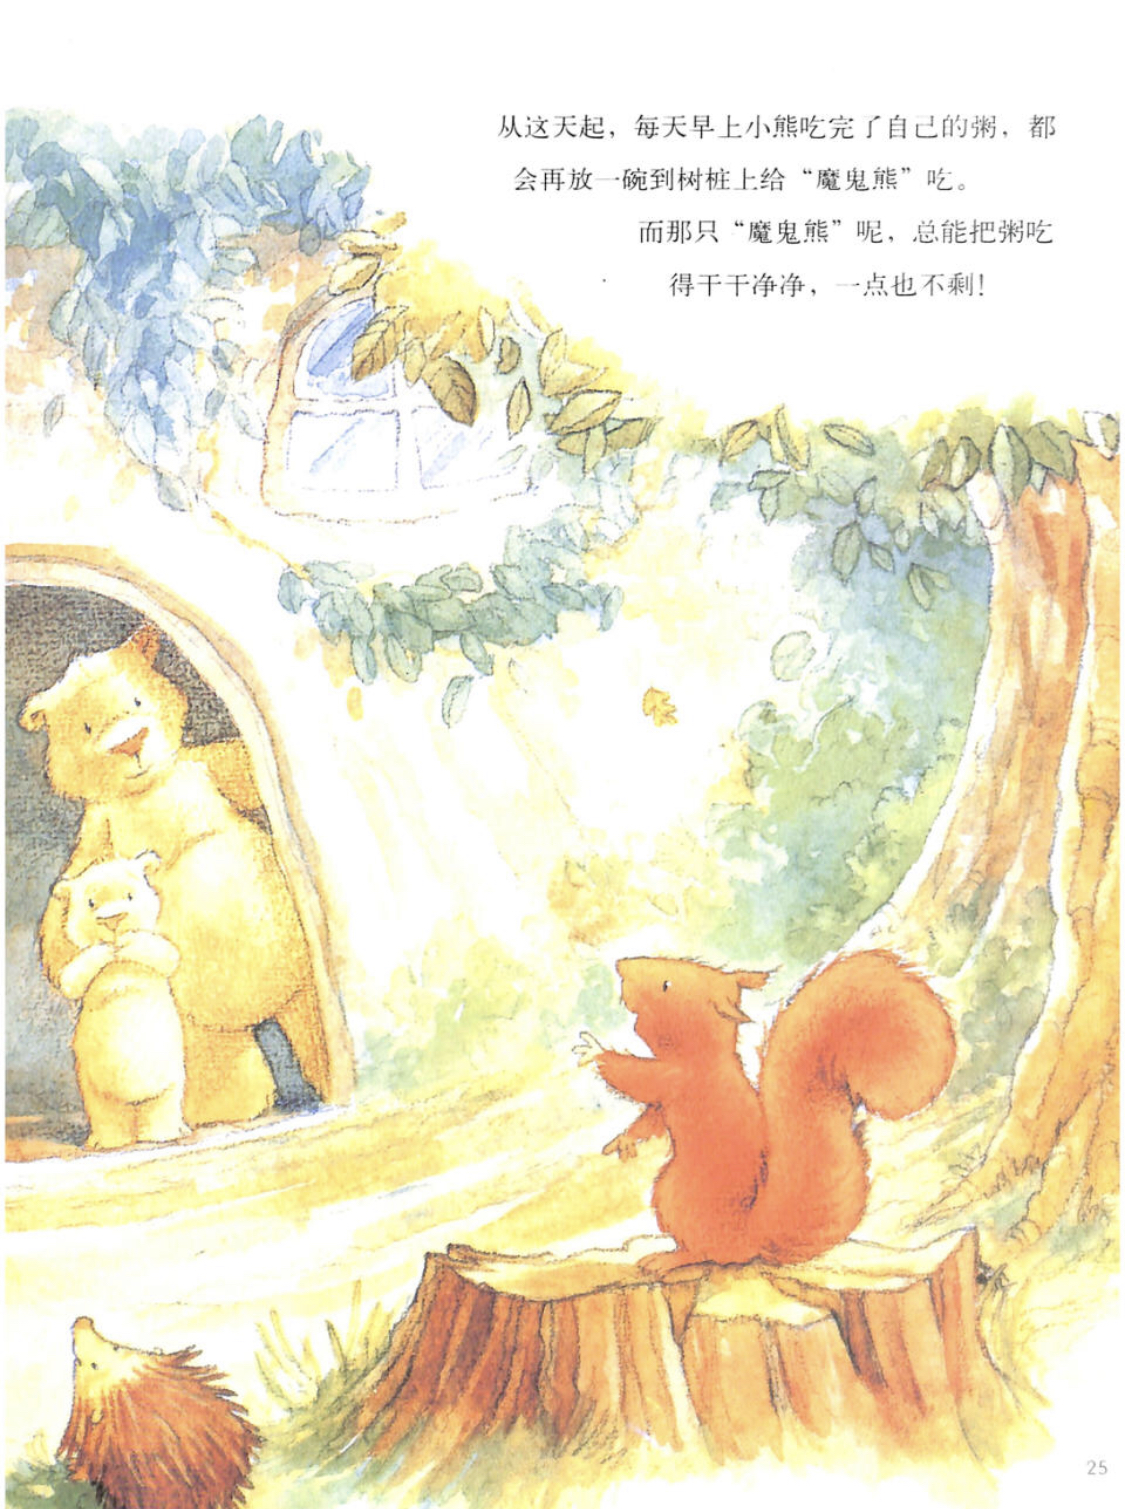 从这天起，每天早上小熊吃完了自己的粥，都
会再放一碗到树桩上给“魔鬼熊”吃。
而那只“魔鬼熊”呢，总能把粥吃
得干干净净，一点也不剩！
25